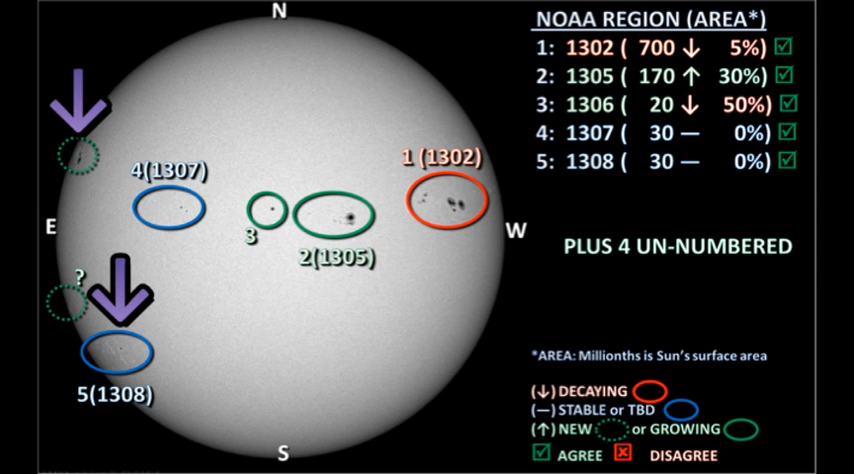 N
NOAA REGION (AREA*)
1: 1302 ( 700 ↓ 5%)
2: 1305 ( 170 ↑ 30%)
3: 1306 ( 20 ↓ 50%)
4: 1307 ( 30 — 0%)
5: 1308 ( 30 — 0%)
4(1307)
1 (1302)
E
3
2(1305)
W
PLUS 4 UN-NUMBERED
?
5(1308)
S
*AREA: Millionths is Sun's surface area
(↓) DECAYING
(—) STABLE or TBD
(↑) NEW or GROWING
AGREE DISAGREE